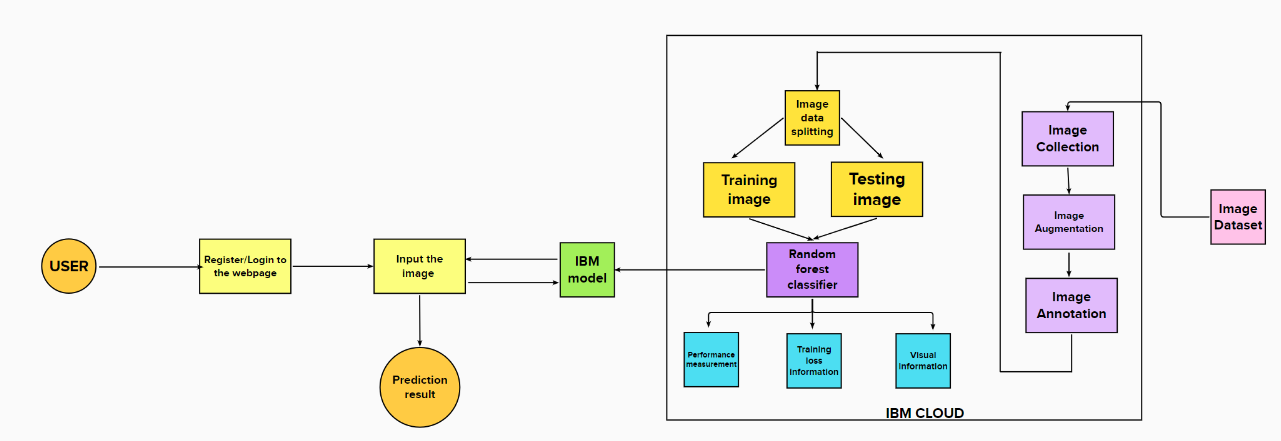 USER
Register/Login to
the webpage
Input the
image
Prediction
result
IBM
model
Image
data
splitting
Training
image
Testing
image
Random
forest
classifier
Performance
measurement
Training
loss
information
Visual
information
IBM CLOUD
Image
Collection
Image
Augmentation
Image
Annotation
Image
Dataset